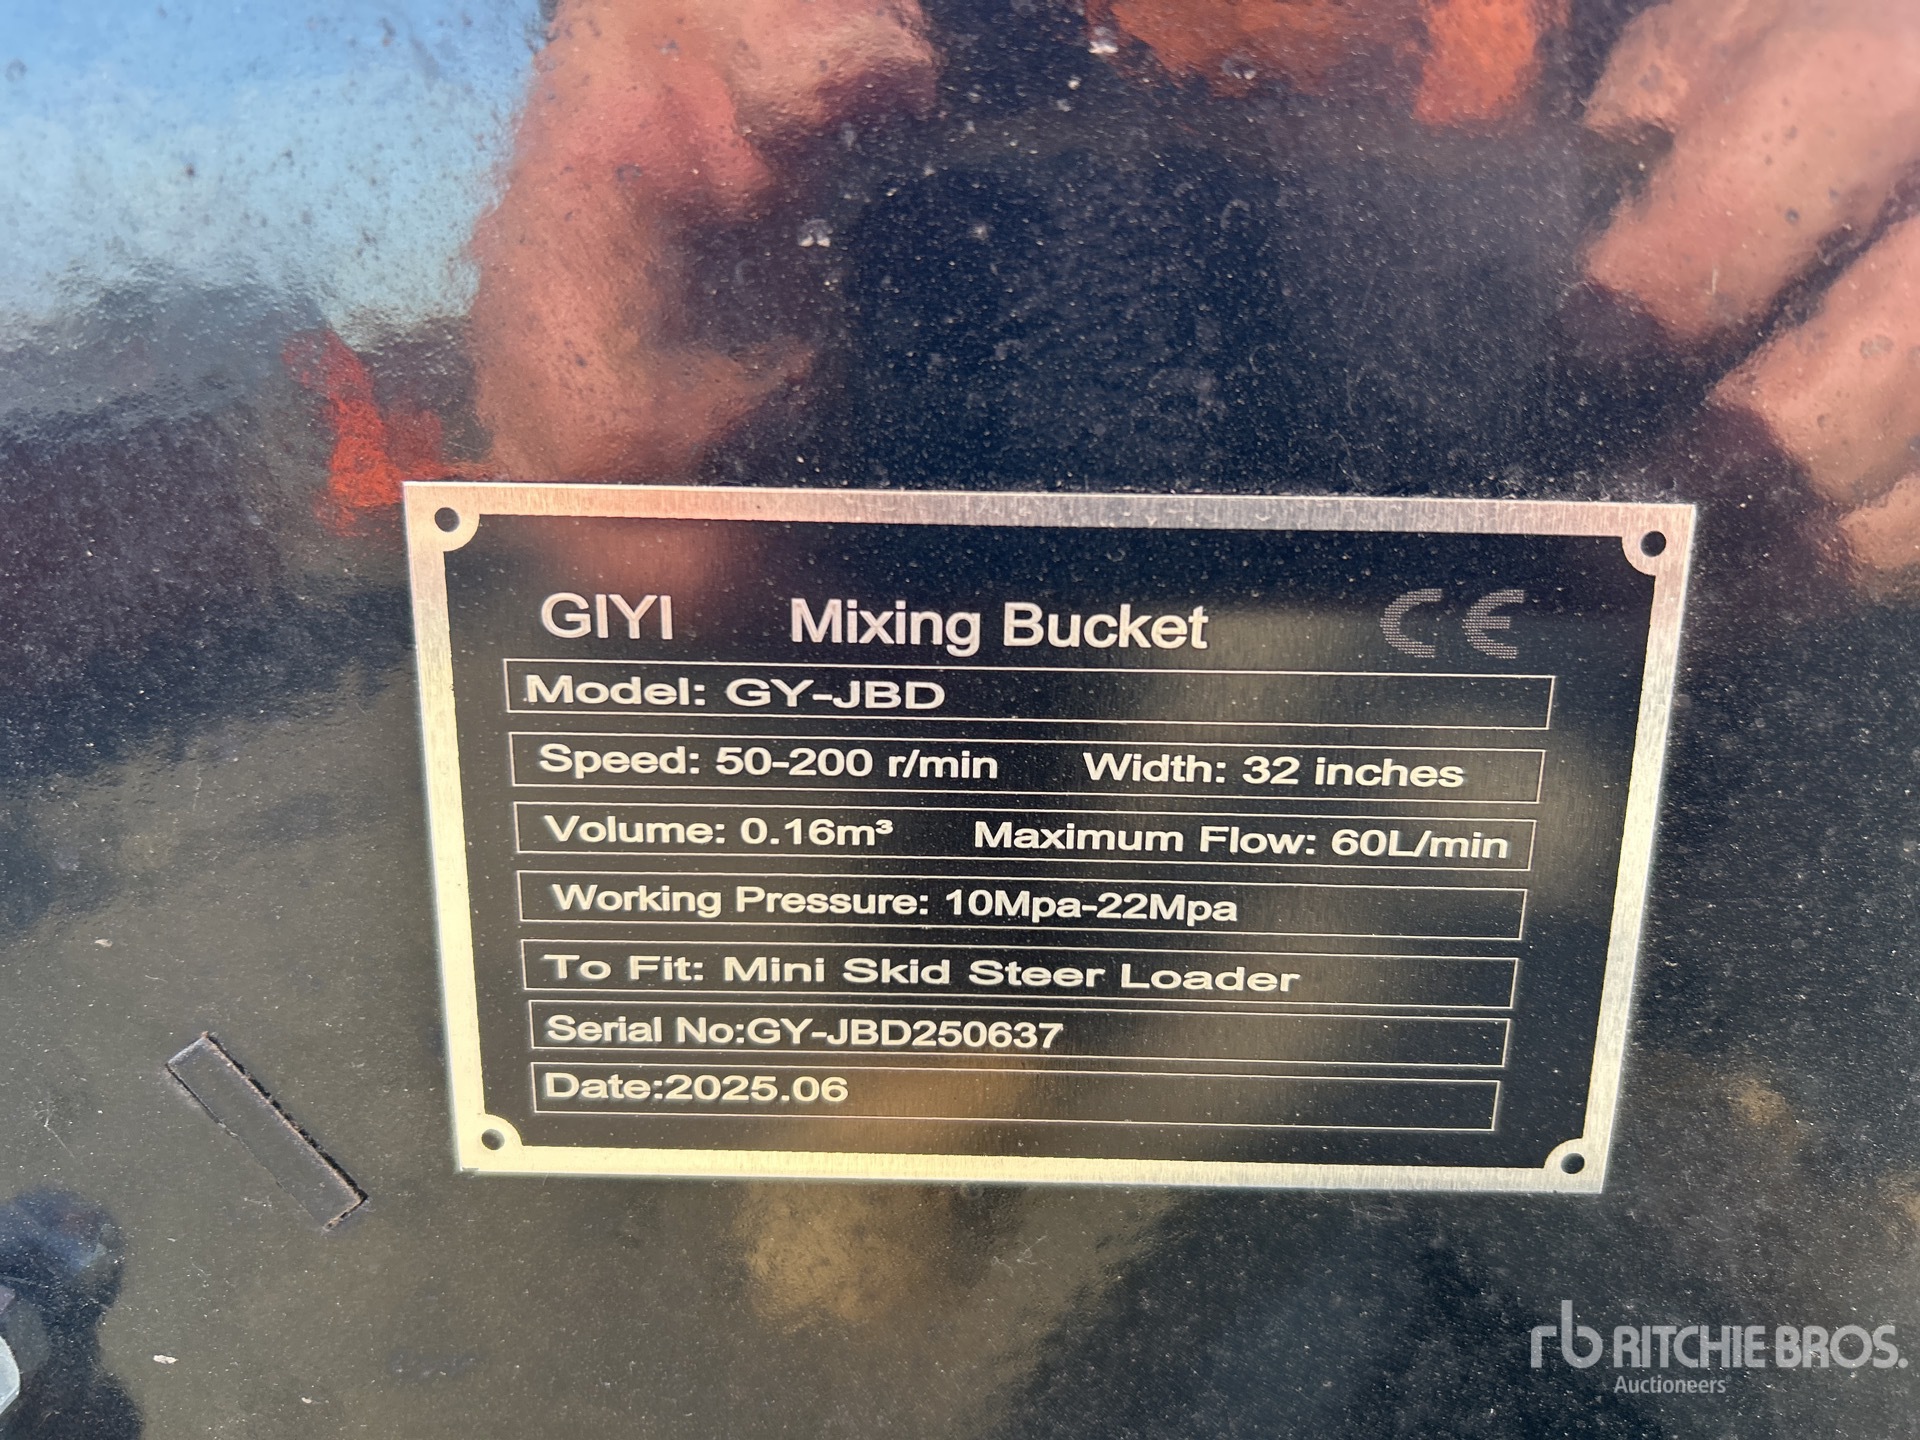 GIYI Mixing Bucket CE
Model: GY-JBD
Speed: 50-200 r/min Width: 32 inches
Volume: 0.16m³ Maximum Flow: 60L/min
Working Pressure: 10Mpa-22Mpa
To Fit: Mini Skid Steer Loader
Serial No:GY-JBD250637
Date:2025.06
rb RITCHIE BROS.
Auctioneers